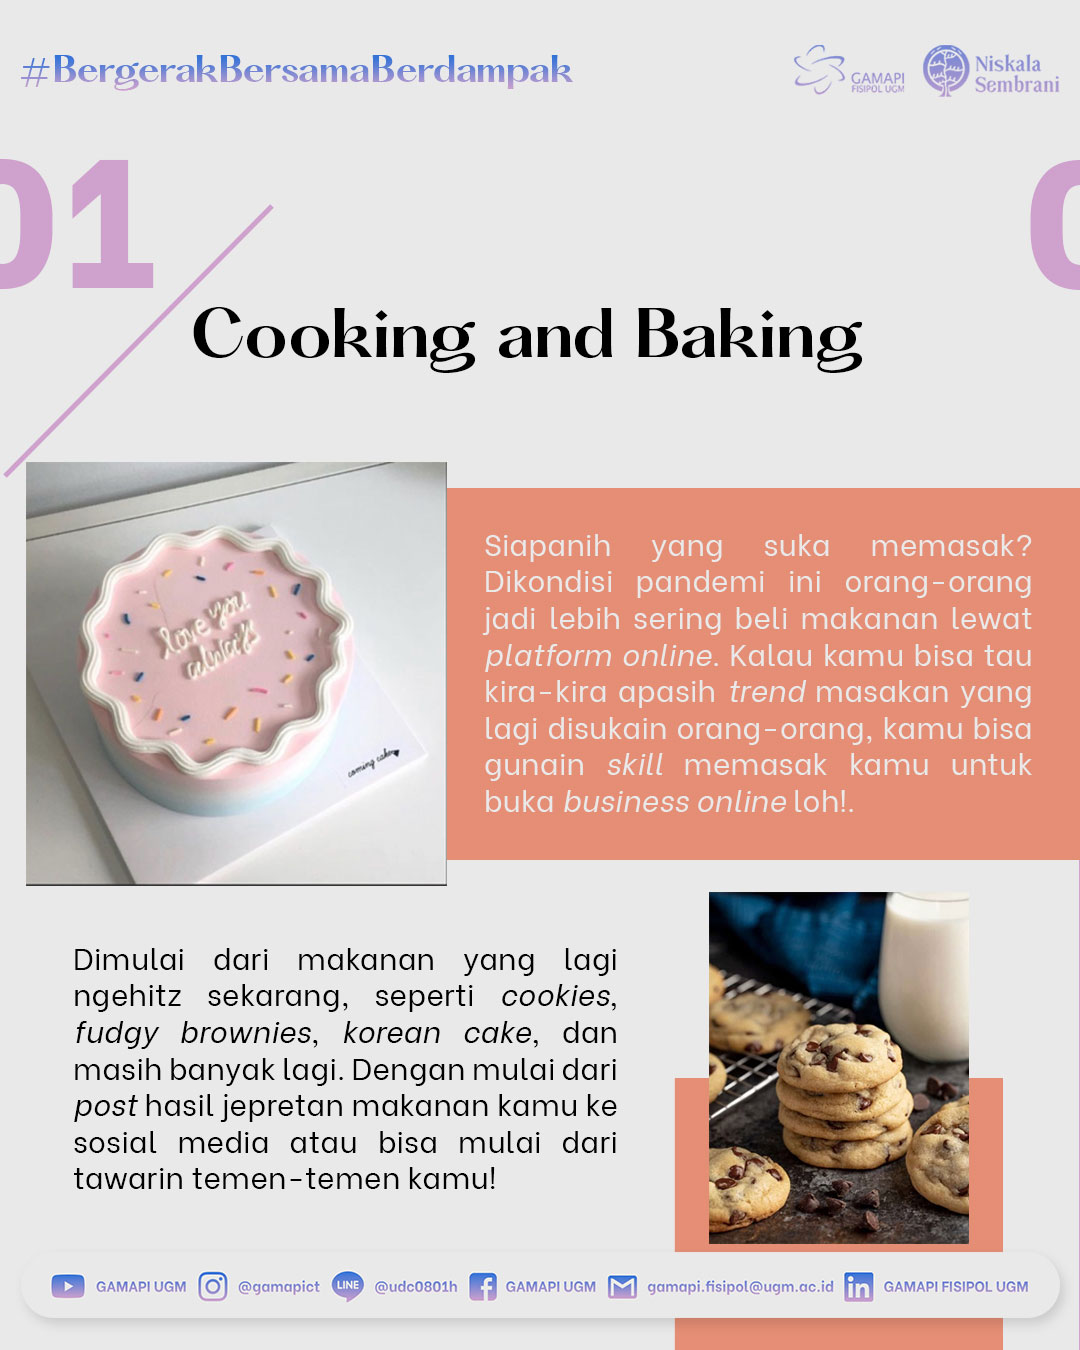 #BergerakBersamaBerdampak
GAMAPI
FISIPOL UGM
Niskala
Sembrani
01
0
Cooking and Baking
love you
always
coming cakes
Siapanih yang suka memasak?
Dikondisi pandemi ini orang-orang
jadi lebih sering beli makanan lewat
platform online. Kalau kamu bisa tau
kira-kira apasih trend masakan yang
lagi disukain orang-orang, kamu bisa
gunain skill memasak kamu untuk
buka business online loh!.
Dimulai dari makanan yang lagi
ngehitz sekarang, seperti cookies,
fudgy brownies, korean cake, dan
masih banyak lagi. Dengan mulai dari
post hasil jepretan makanan kamu ke
sosial media atau bisa mulai dari
tawarin temen-temen kamu!
GAMAPI UGM @gamapict LINE @udc0801h GAMAPI UGM gamapi.fisipol@ugm.ac.id GAMAPI FISIPOL UGM